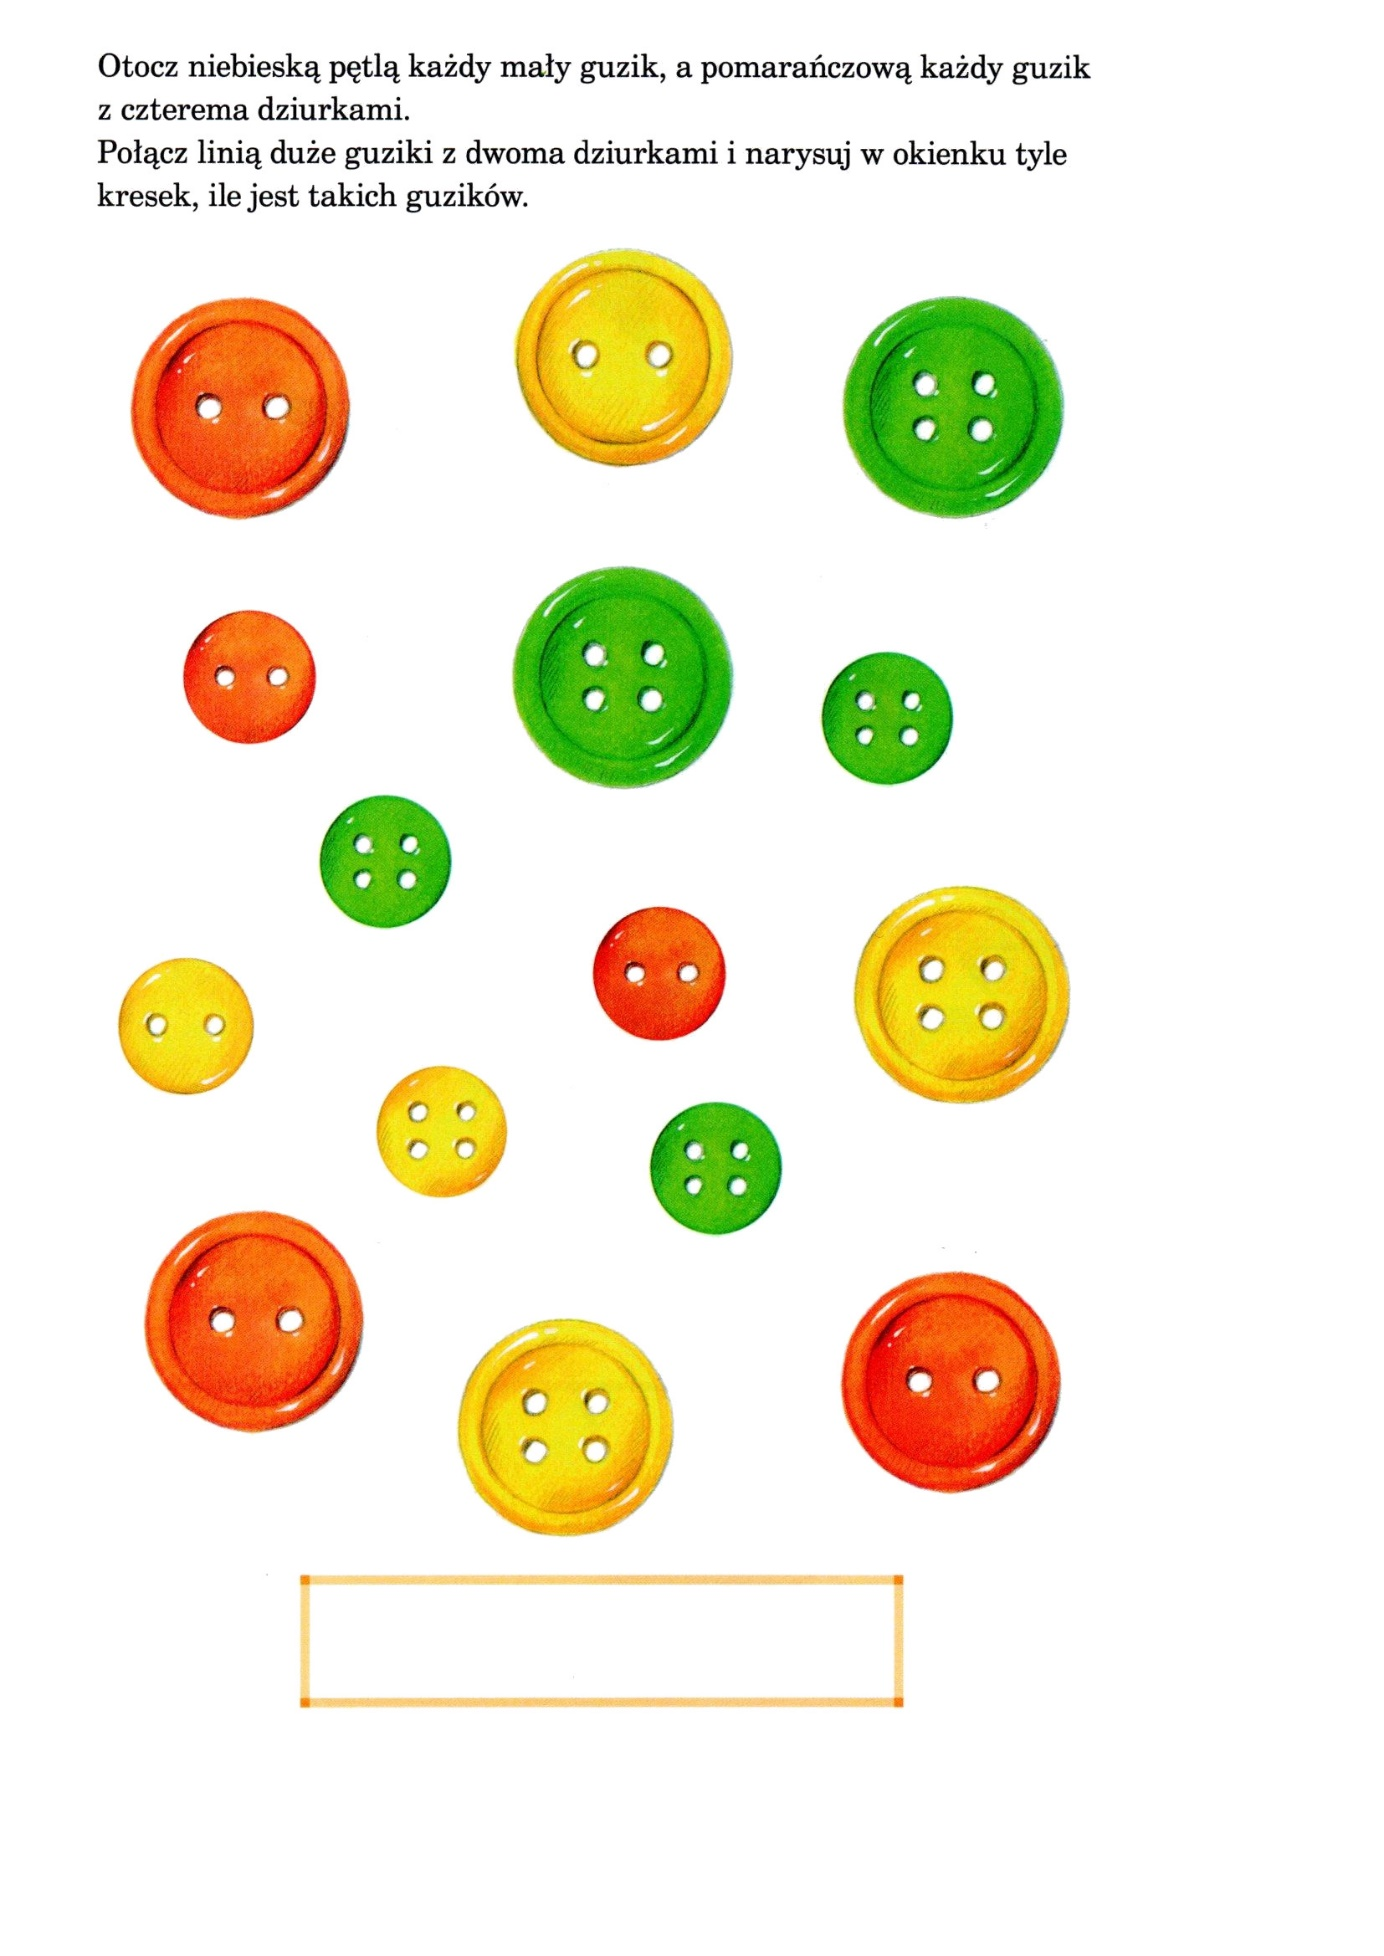 Otocz niebieską pętlą każdy mały guzik, a pomarańczową każdy guzik
z czterema dziurkami.
Połącz linią duże guziki z dwoma dziurkami i narysuj w okienku tyle
kresek, ile jest takich guzików.